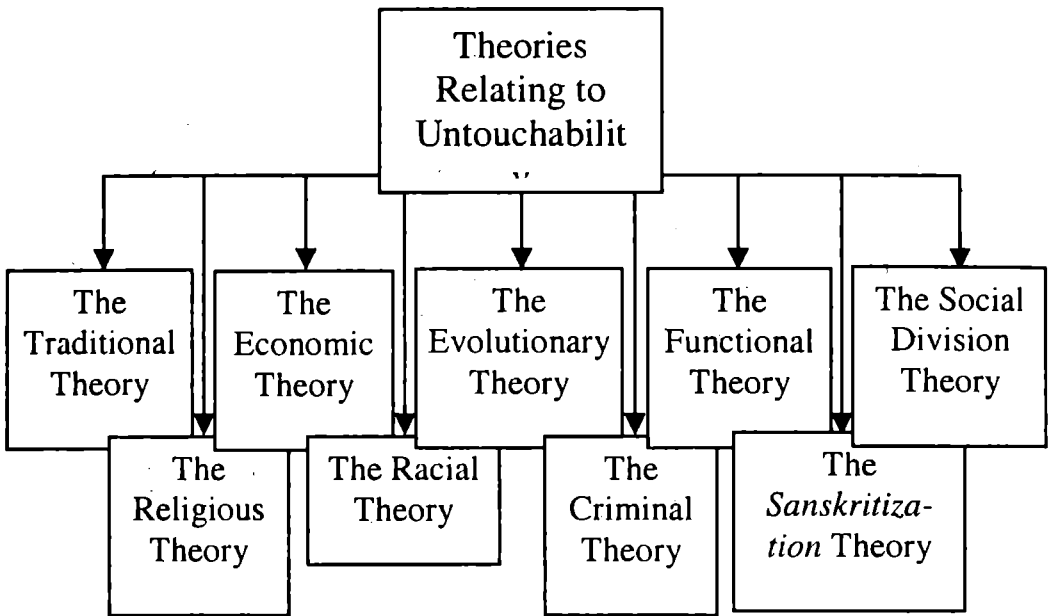 Theories
Relating to
Untouchabilit
y
The
Traditional
Theory
The
Economic
Theory
The
Evolutionary
Theory
The
Functional
Theory
The Social
Division
Theory
The
Religious
Theory
The Racial
Theory
The
Criminal
Theory
The
Sanskritiza-
tion Theory